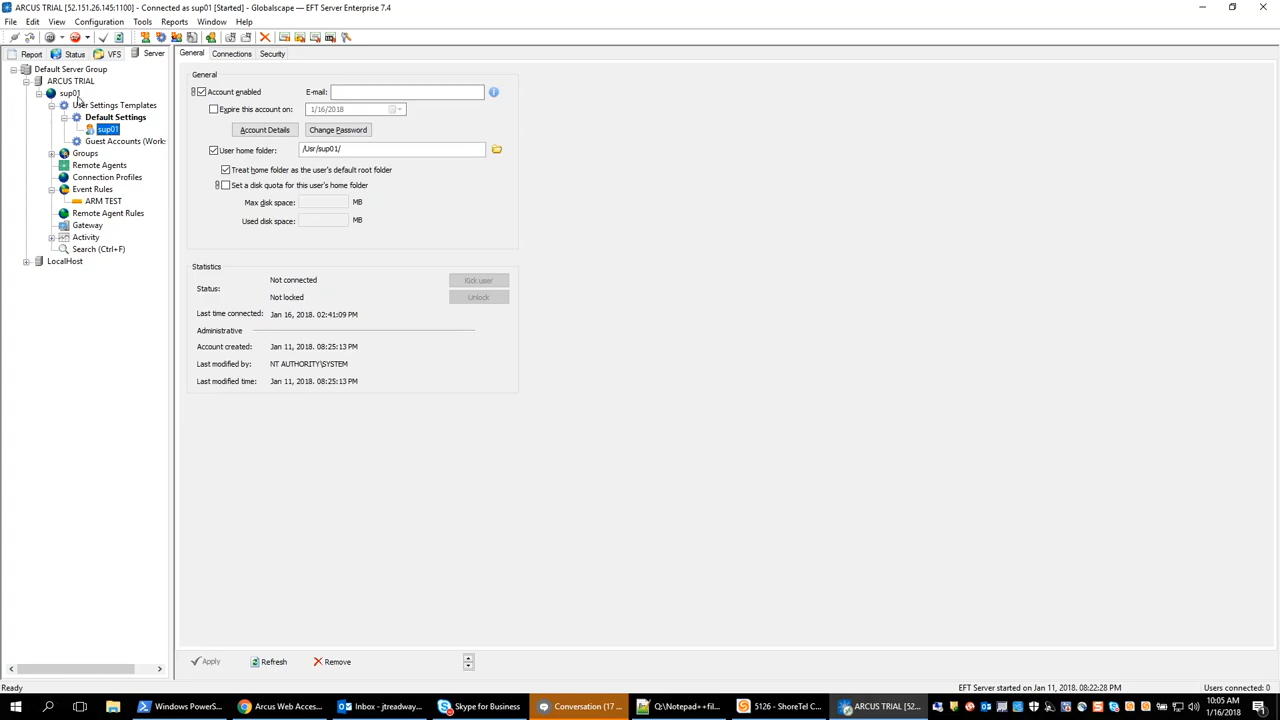 ARCUS TRIAL [52.151.26.145:1100] - Connected as sup01 [Started] - Globalscape — EFT Server Enterprise 7.4
File Edit View Configuration Tools Reports Window Help
Report Status VFS Server
General Connections Security
Default Server Group
ARCUS TRIAL
sup01
User Settings Templates
Default Settings
sup01
Guest Accounts (Work
Groups
Remote Agents
Connection Profiles
Event Rules
ARM TEST
Remote Agent Rules
Gateway
Activity
Search (Ctrl+F)
LocalHost
General
Account enabled E-mail:
Expire this account on: 1/16/2018
Account Details Change Password
User home folder: /Usr/sup01/
Treat home folder as the user's default root folder
Set a disk quota for this user's home folder
Max disk space: MB
Used disk space: MB
Statistics
Status: Not connected Kick user
Not locked Unlock
Last time connected: Jan 16, 2018. 02:41:09 PM
Administrative
Account created: Jan 11, 2018. 08:25:13 PM
Last modified by: NT AUTHORITY\SYSTEM
Last modified time: Jan 11, 2018. 08:25:13 PM
Apply Refresh Remove
Ready EFT Server started on Jan 11, 2018. 08:22:28 PM Users connected: 0
Windows PowerS... Arcus Web Acces... Inbox - jtreadway... Skype for Business Conversation (17 ... Q:\Notepad++fil... 5126 - ShoreTel C... ARCUS TRIAL [52... 10:05 AM
1/16/2018